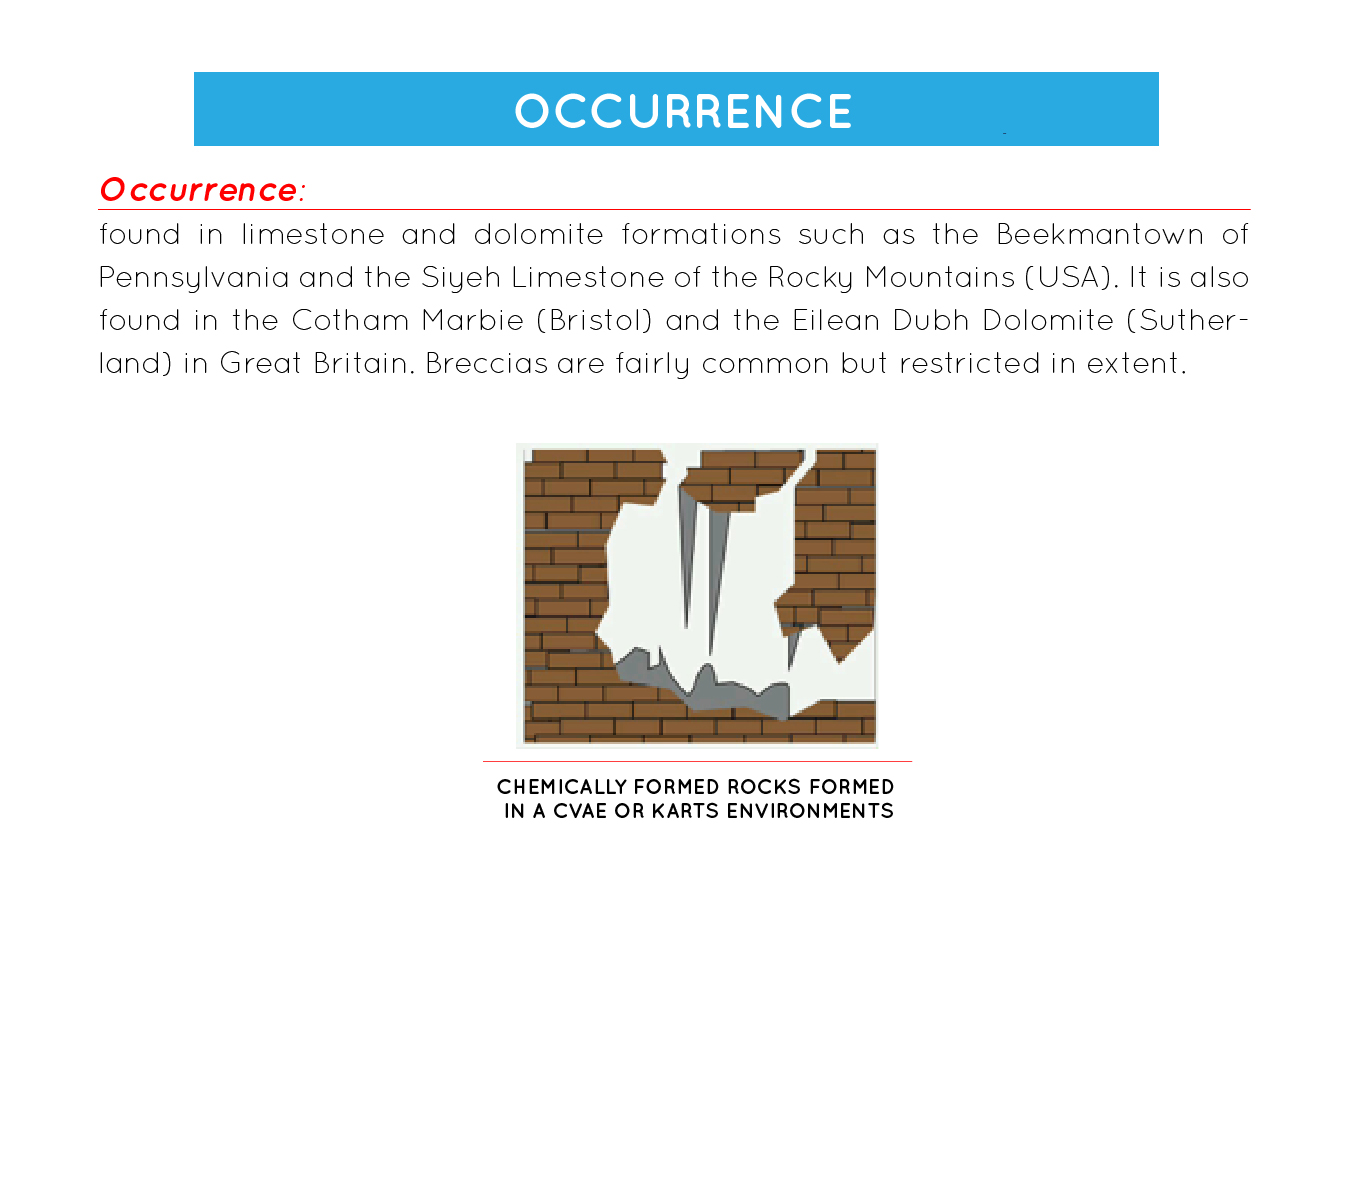 OCCURRENCE
Occurrence:
found in limestone and dolomite formations such as the Beekmantown of
Pennsylvania and the Siyeh Limestone of the Rocky Mountains (USA). It is also
found in the Cotham Marbie (Bristol) and the Eilean Dubh Dolomite (Suther-
land) in Great Britain. Breccias are fairly common but restricted in extent.
CHEMICALLY FORMED ROCKS FORMED
IN A CVAE OR KARTS ENVIRONMENTS